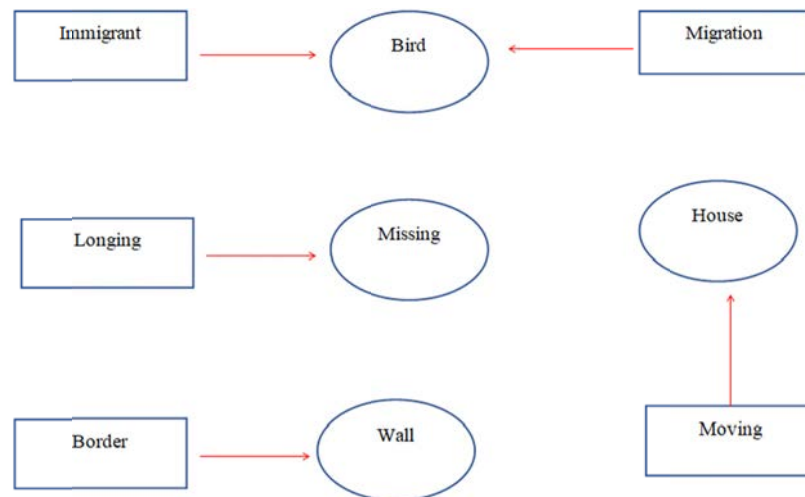 Immigrant
Bird
Migration
Longing
Missing
House
Border
Wall
Moving